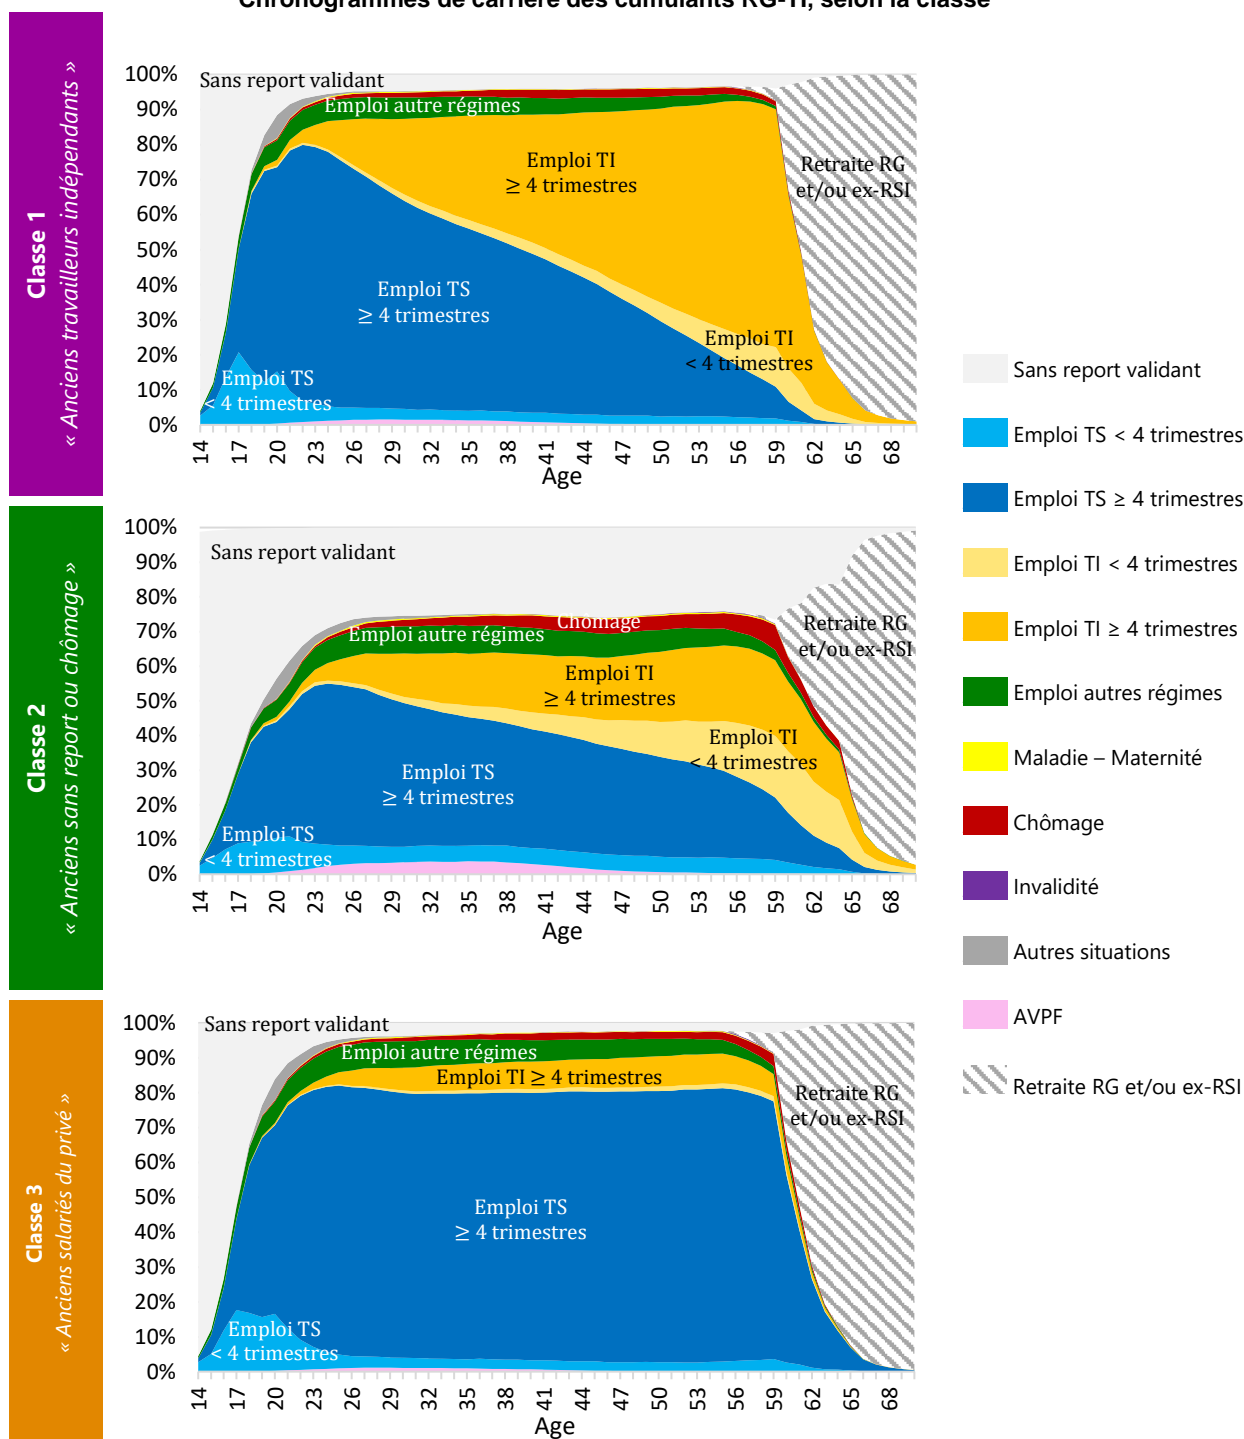 Chronogrammes de carrière des cumulants RG-TI, selon la classe
Classe 1
« Anciens travailleurs indépendants »
100%
90%
80%
70%
60%
50%
40%
30%
20%
10%
0%
Sans report validant
Emploi autre régimes
Emploi TI
≥ 4 trimestres
Retraite RG
et/ou ex-RSI
Emploi TS
≥ 4 trimestres
Emploi TI
< 4 trimestres
Emploi TS
< 4 trimestres
14 17 20 23 26 29 32 35 38 41 44 47 50 53 56 59 62 65 68
Age
Classe 2
« Anciens sans report ou chômage »
100%
90%
80%
70%
60%
50%
40%
30%
20%
10%
0%
Sans report validant
Chômage
Emploi autre régimes
Retraite RG
et/ou ex-RSI
Emploi TI
≥ 4 trimestres
Emploi TI
< 4 trimestres
Emploi TS
≥ 4 trimestres
Emploi TS
< 4 trimestres
14 17 20 23 26 29 32 35 38 41 44 47 50 53 56 59 62 65 68
Age
Classe 3
« Anciens salariés du privé »
100%
90%
80%
70%
60%
50%
40%
30%
20%
10%
0%
Sans report validant
Emploi autre régimes
Emploi TI ≥ 4 trimestres
Retraite RG
et/ou ex-RSI
Emploi TS
≥ 4 trimestres
Emploi TS
< 4 trimestres
14 17 20 23 26 29 32 35 38 41 44 47 50 53 56 59 62 65 68
Age
Sans report validant
Emploi TS < 4 trimestres
Emploi TS ≥ 4 trimestres
Emploi TI < 4 trimestres
Emploi TI ≥ 4 trimestres
Emploi autres régimes
Maladie – Maternité
Chômage
Invalidité
Autres situations
AVPF
Retraite RG et/ou ex-RSI